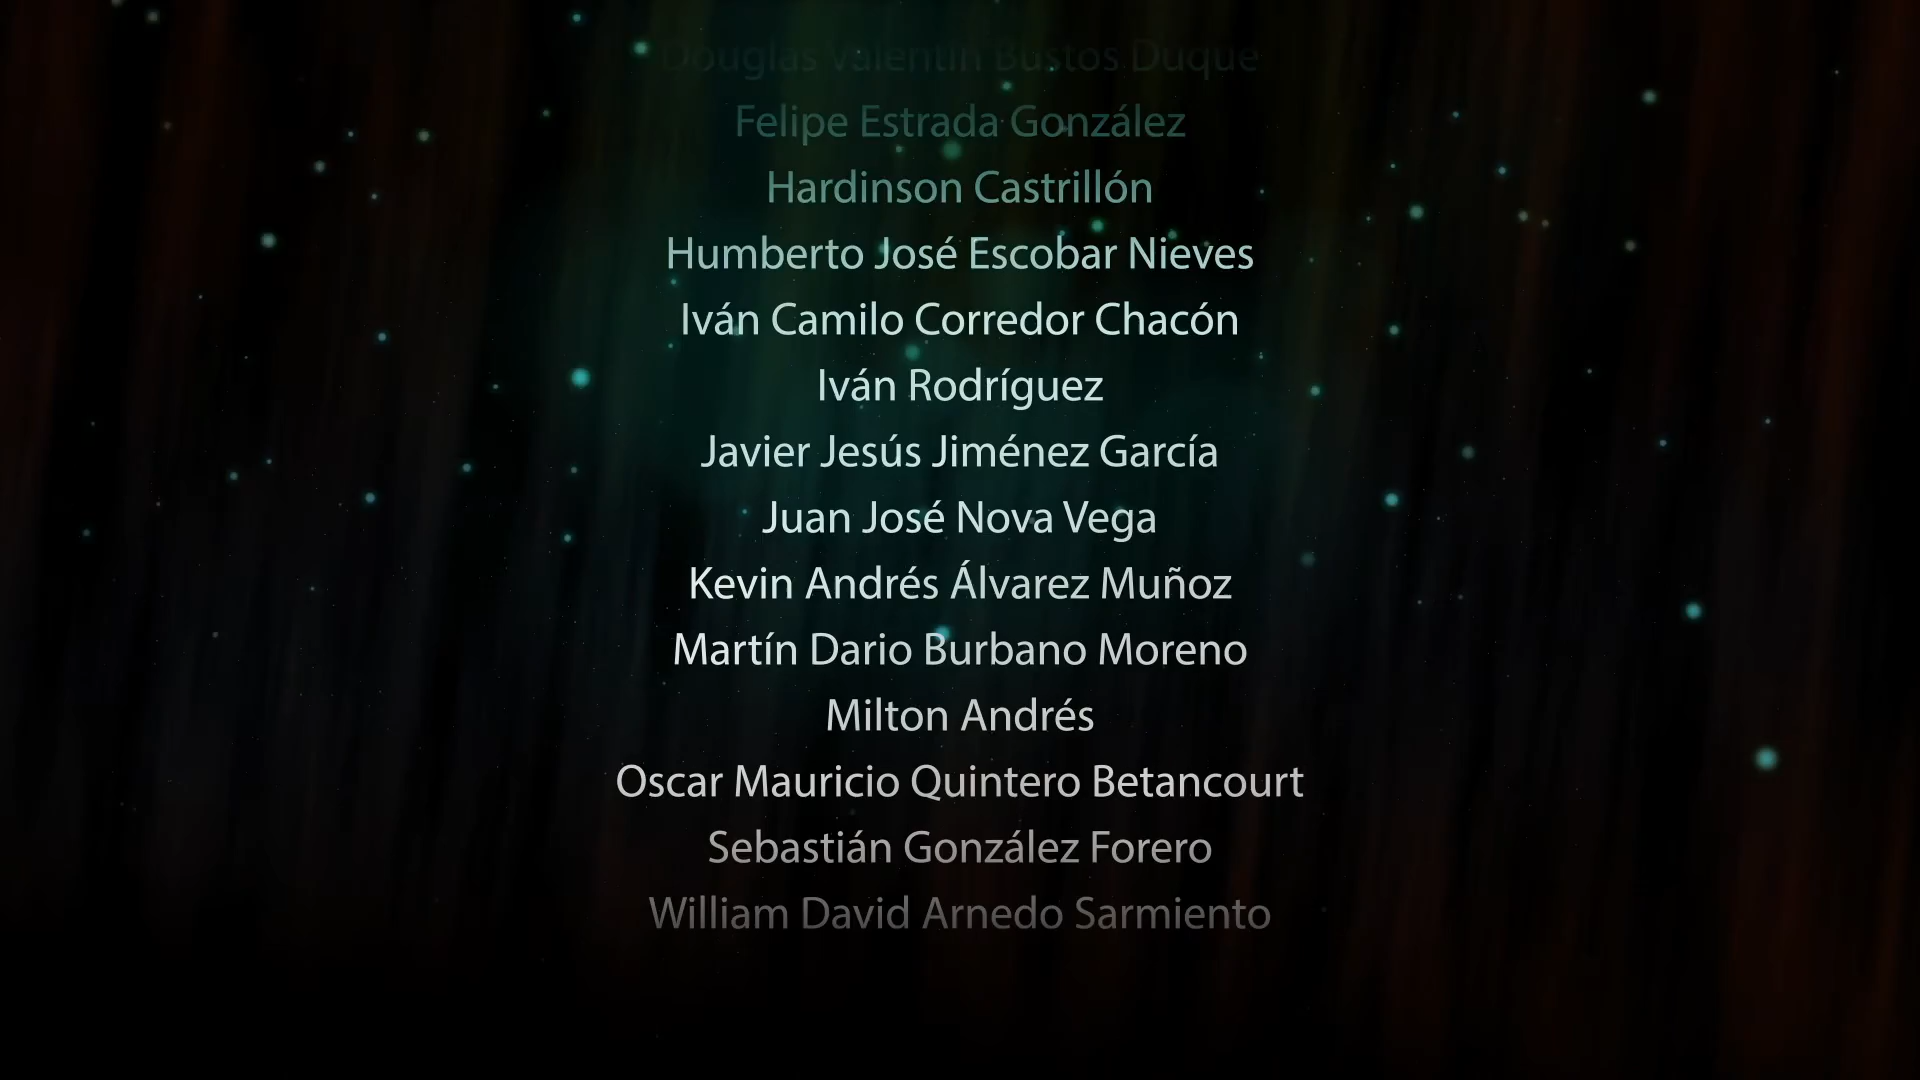 Douglas Valentín Bustos Duque
Felipe Estrada González
Hardinson Castrillón
Humberto José Escobar Nieves
Iván Camilo Corredor Chacón
Iván Rodríguez
Javier Jesús Jiménez García
Juan José Nova Vega
Kevin Andrés Álvarez Muñoz
Martín Dario Burbano Moreno
Milton Andrés
Oscar Mauricio Quintero Betancourt
Sebastián González Forero
William David Arnedo Sarmiento